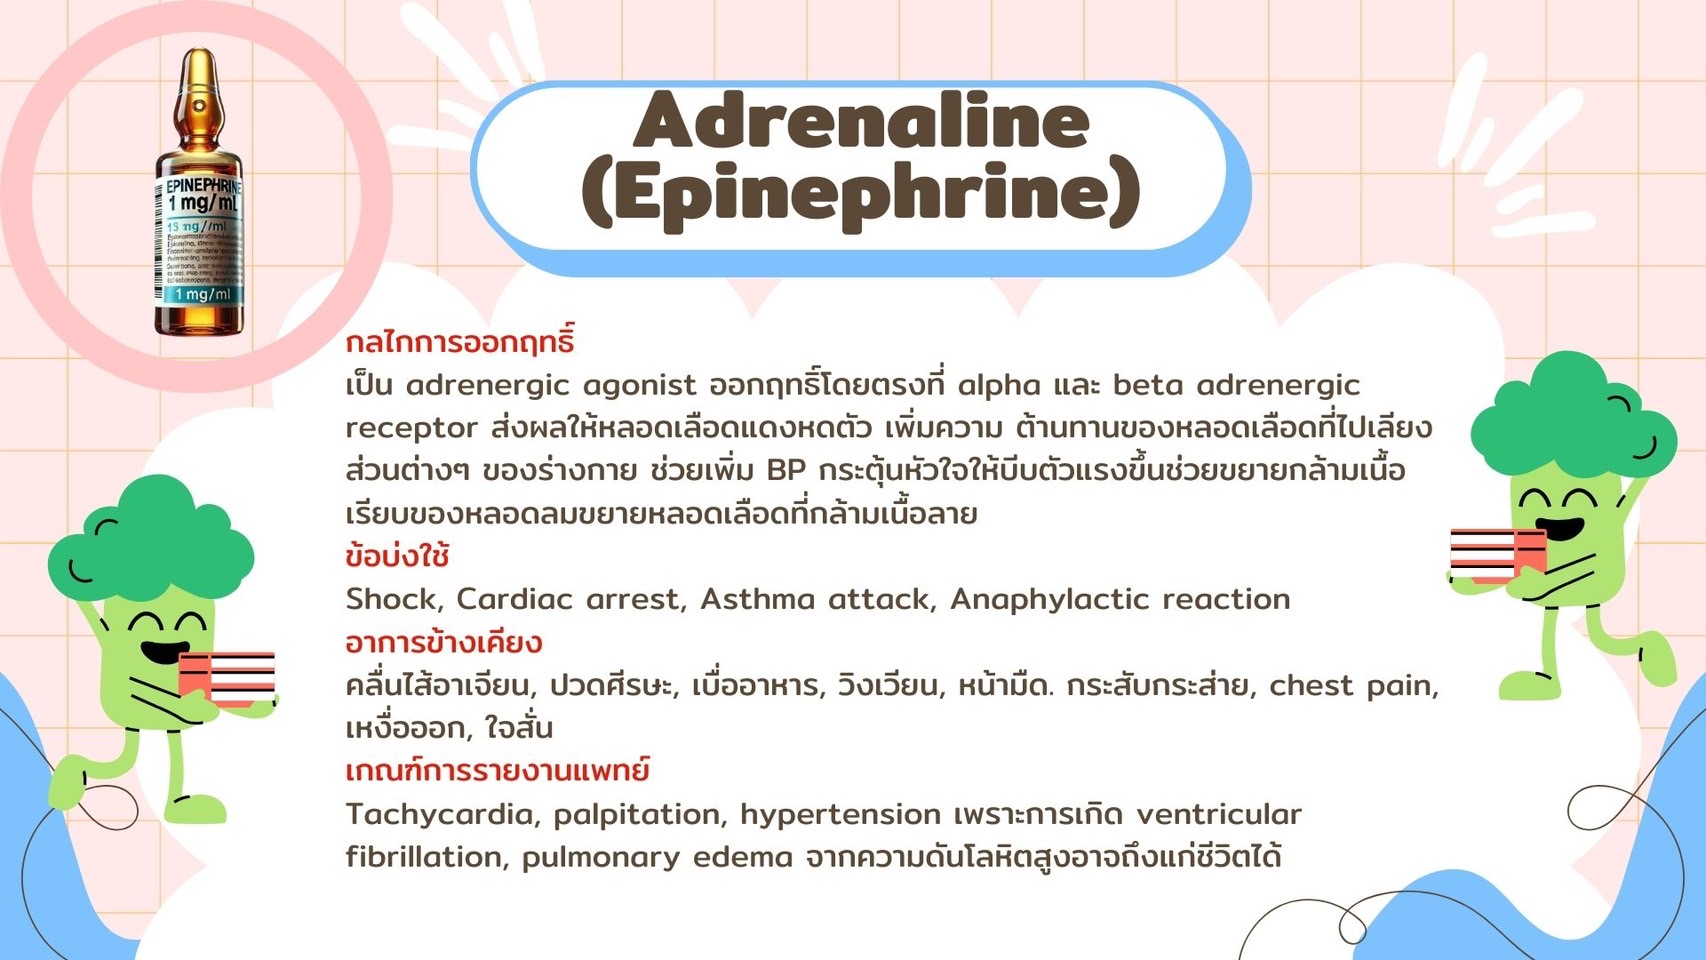 Adrenaline
(Epinephrine)
EPINEPHRINE
1 mg/mL
1 mg/ml
กลไกการออกฤทธิ์
เป็น adrenergic agonist ออกฤทธิ์โดยตรงที่ alpha และ beta adrenergic
receptor ส่งผลให้หลอดเลือดแดงหดตัว เพิ่มความ ต้านทานของหลอดเลือดที่ไปเลี้ยง
ส่วนต่างๆ ของร่างกาย ช่วยเพิ่ม BP กระตุ้นหัวใจให้บีบตัวแรงขึ้นช่วยขยายกล้ามเนื้อ
เรียบของหลอดลมขยายหลอดเลือดที่กล้ามเนื้อลาย
ข้อบ่งใช้
Shock, Cardiac arrest, Asthma attack, Anaphylactic reaction
อาการข้างเคียง
คลื่นไส้อาเจียน, ปวดศีรษะ, เบื่ออาหาร, วิงเวียน, หน้ามืด. กระสับกระส่าย, chest pain,
เหงื่อออก, ใจสั่น
เกณฑ์การรายงานแพทย์
Tachycardia, palpitation, hypertension เพราะการเกิด ventricular
fibrillation, pulmonary edema จากความดันโลหิตสูงอาจถึงแก่ชีวิตได้